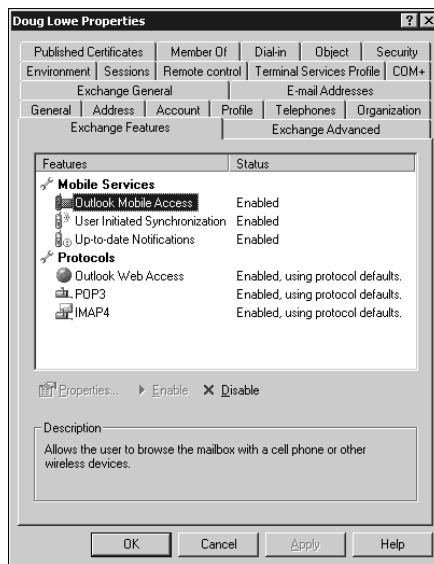 Doug Lowe Properties
Published Certificates Member Of Dial-in Object Security
Environment Sessions Remote control Terminal Services Profile COM+
Exchange General E-mail Addresses
General Address Account Profile Telephones Organization
Exchange Features Exchange Advanced
Features Status
Mobile Services
Outlook Mobile Access Enabled
User Initiated Synchronization Enabled
Up-to-date Notifications Enabled
Protocols
Outlook Web Access Enabled, using protocol defaults.
POP3 Enabled, using protocol defaults.
IMAP4 Enabled, using protocol defaults.
Properties... Enable Disable
Description
Allows the user to browse the mailbox with a cell phone or other
wireless devices.
OK Cancel Apply Help